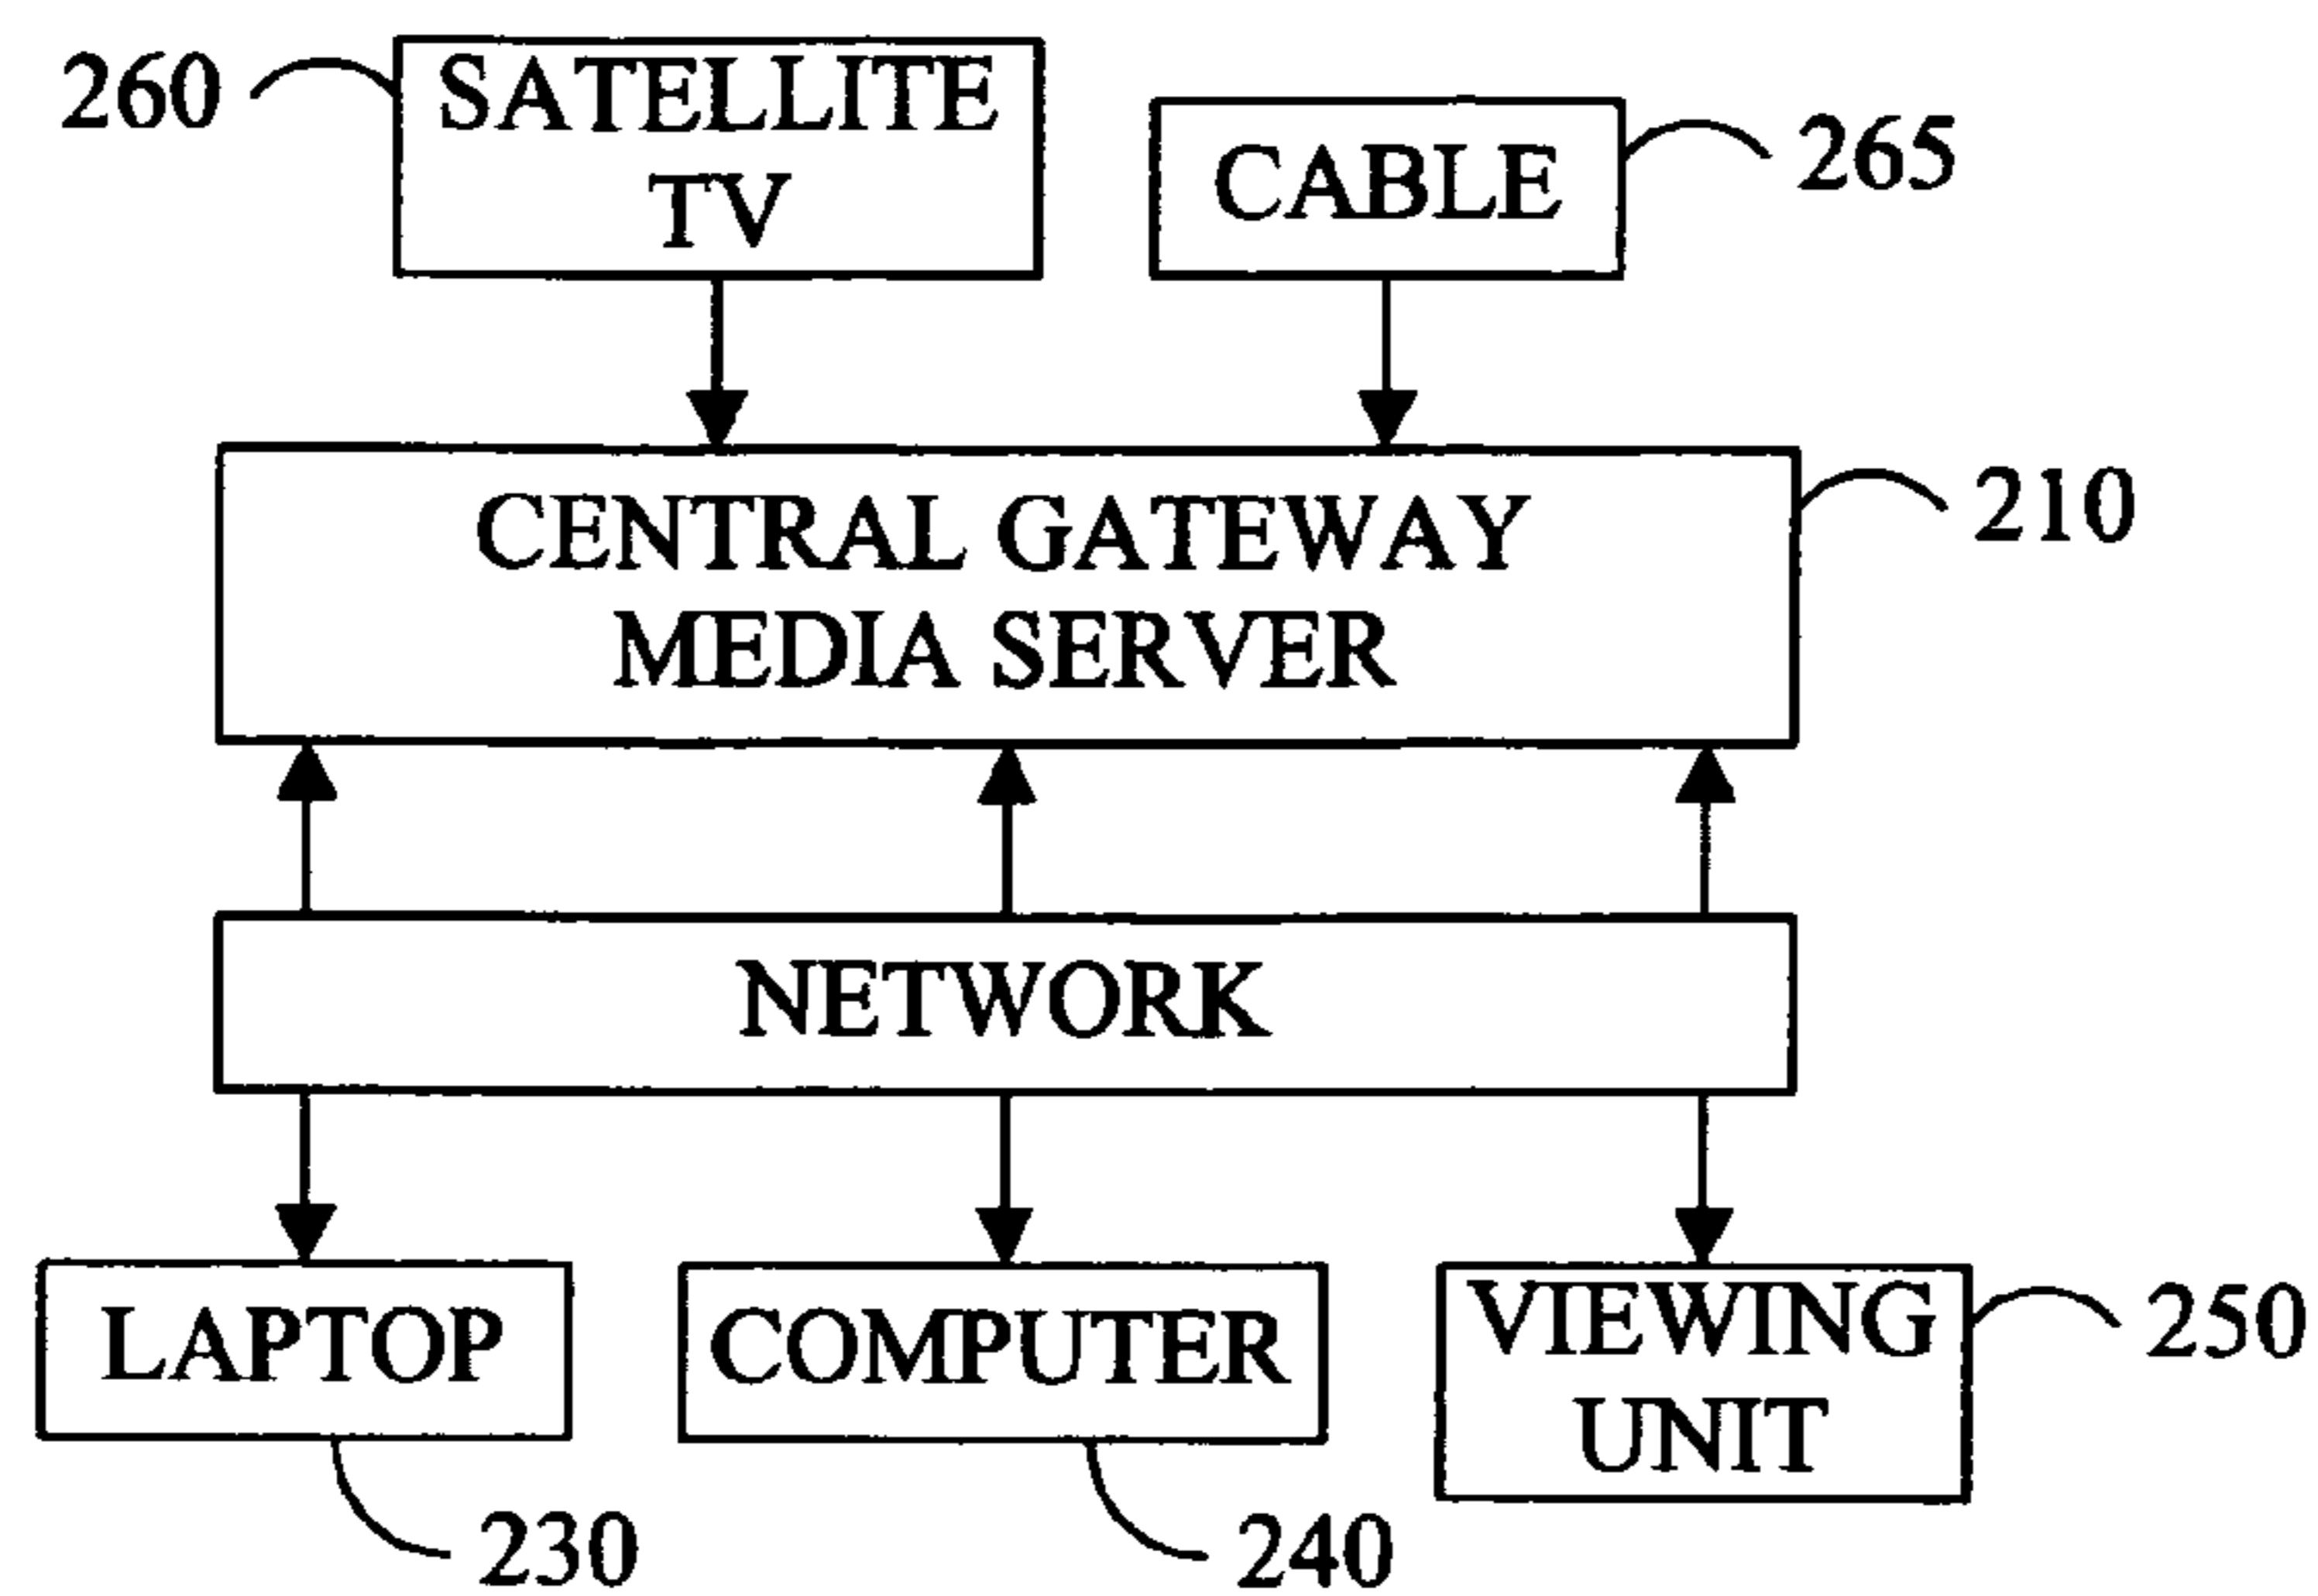 260
SATELLITE
TV
CABLE
265
CENTRAL GATEWAY
MEDIA SERVER
210
NETWORK
LAPTOP
COMPUTER
VIEWING
UNIT
250
230
240